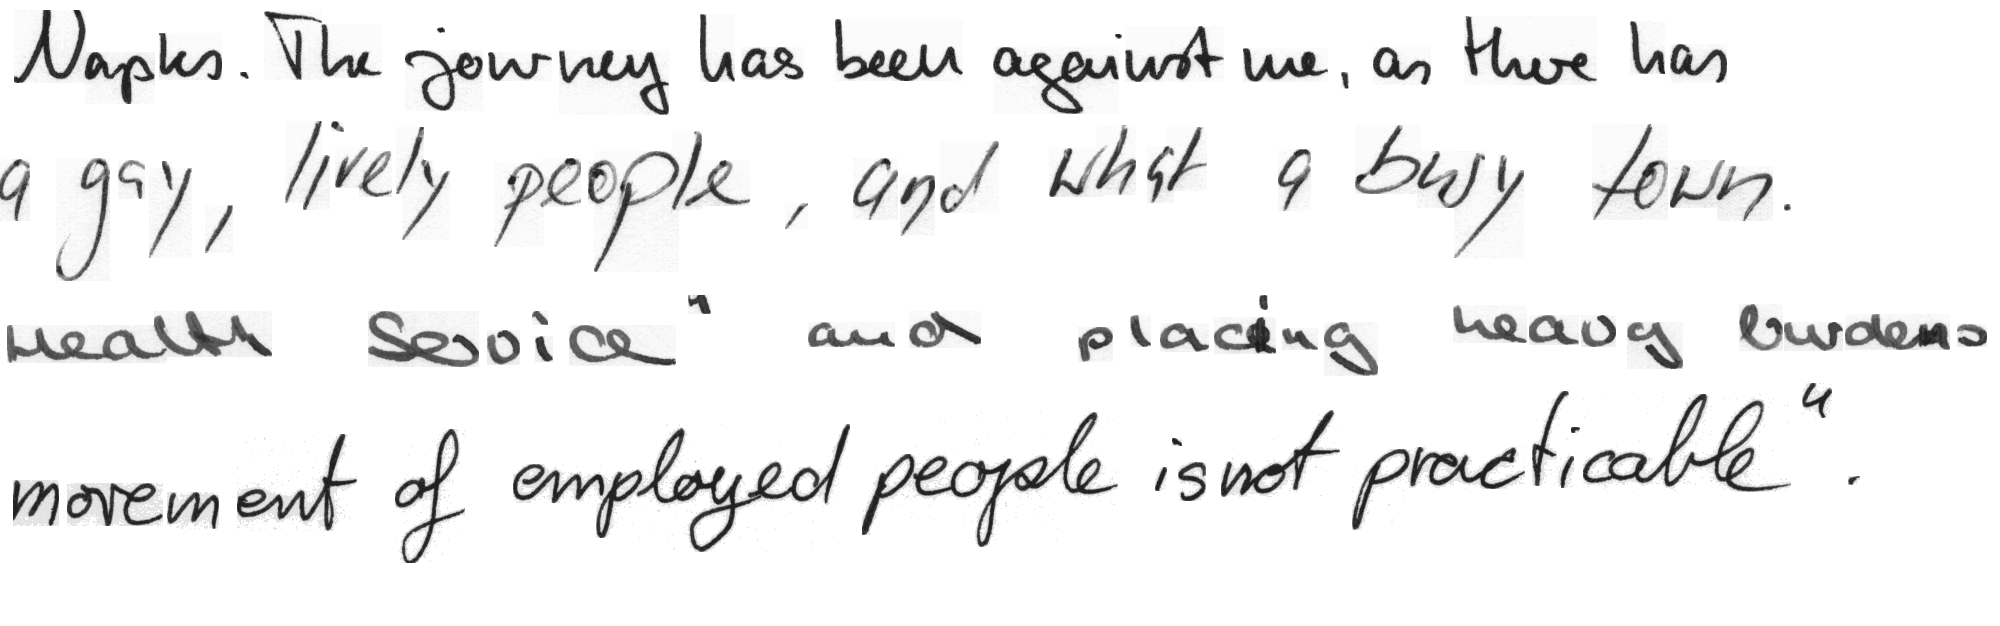 Naples. The journey has been against me, as there has
a gay, lively people, and what a busy town.
Health Service" and placing heavy burdens
movement of employed people is not practicable".